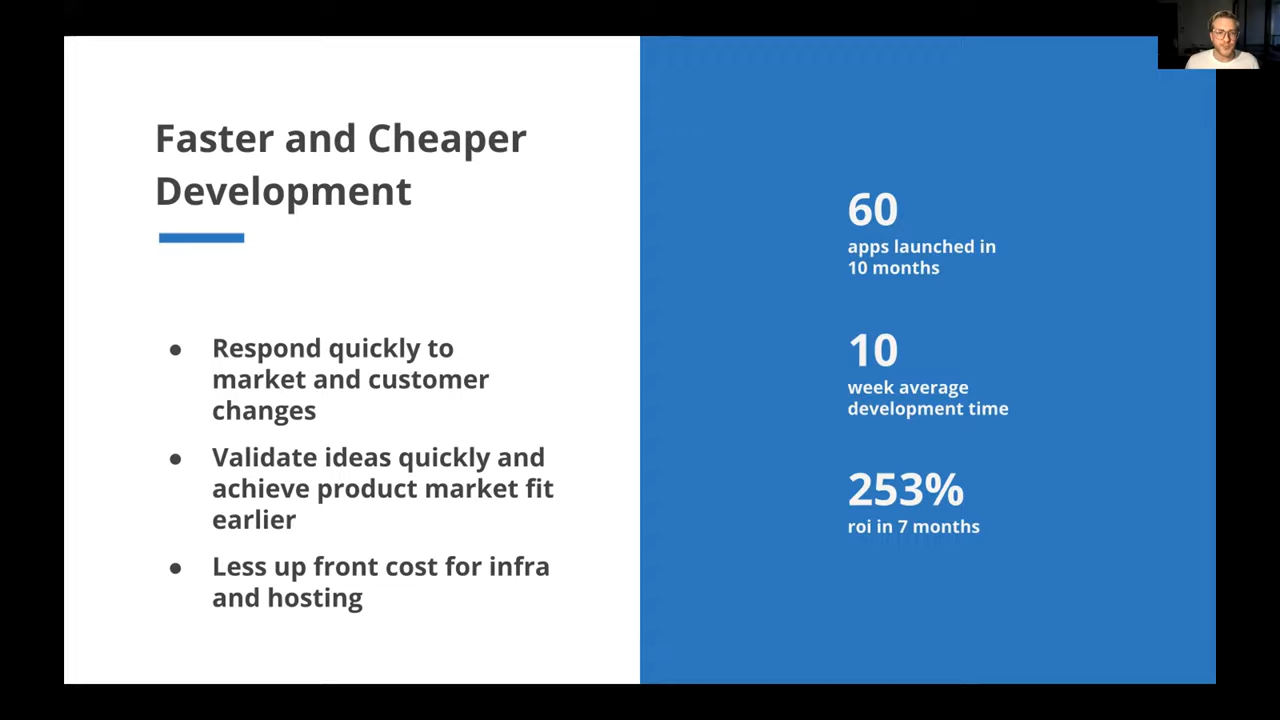 Faster and Cheaper
Development
● Respond quickly to
market and customer
changes
● Validate ideas quickly and
achieve product market fit
earlier
● Less up front cost for infra
and hosting
60
apps launched in
10 months
10
week average
development time
253%
roi in 7 months